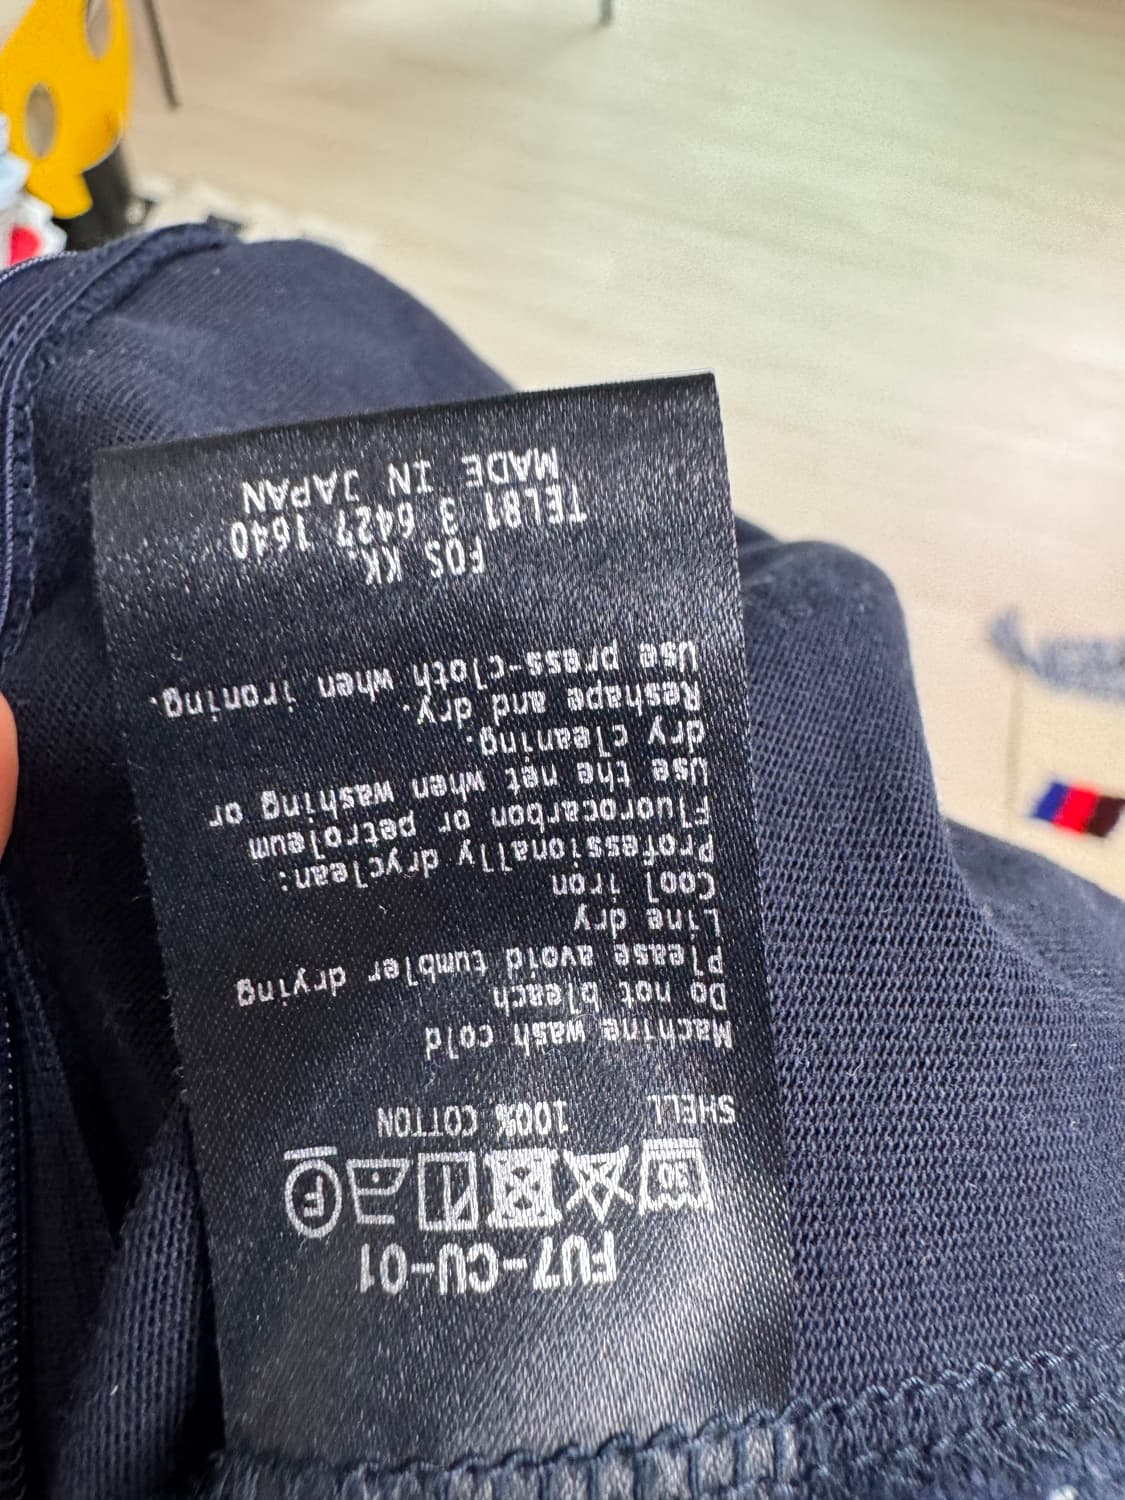 FU7-CU-01
30 F
SHELL 100% COTTON
Machine wash cold
Do not bleach
Please avoid tumbler drying
Line dry
Cool iron
Professionally dryclean:
Fluorocarbon or petroleum
Use the net when washing or
dry cleaning.
Reshape and dry.
Use press-cloth when ironing.
FOS KK.
TEL81 3 6427 1640
MADE IN JAPAN